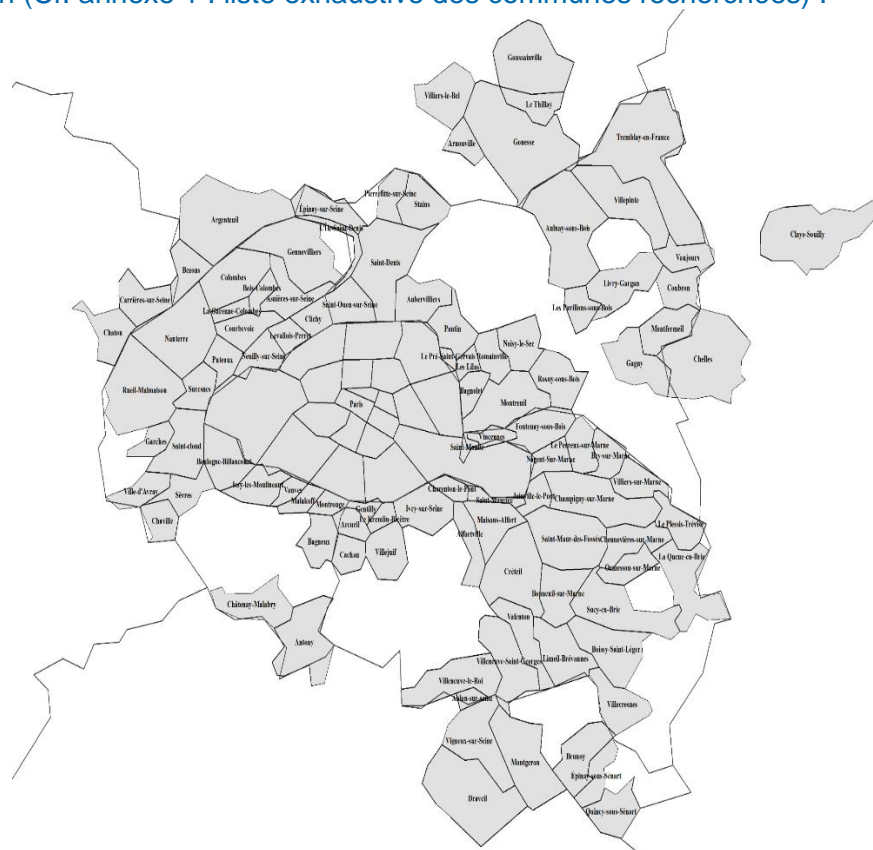 n (Cf. annexe 1 : liste exhaustive des communes recherchées) :
Goussainville
Villiers-le-Bel
Le Thillay
Arnouville
Gonesse
Tremblay-en-France
Pierrefitte-sur-Seine
Villepinte
Épinay-sur-Seine
Stains
Argenteuil
L'Île-Saint-Denis
Aulnay-sous-Bois
Claye-Souilly
Gennevilliers
Saint-Denis
Vaujours
Bezons
Colombes
Livry-Gargan
Bois-Colombes
Coubron
Carrières-sur-Seine
Asnières-sur-Seine
Aubervilliers
Saint-Ouen-sur-Seine
Les Pavillons-sous-Bois
La Garenne-Colombes
Clichy
Courbevoie
Pantin
Montfermeil
Chatou
Nanterre
Levallois-Perret
Noisy-le-Sec
Puteaux
Neuilly-sur-Seine
Le Pré-Saint-Gervais
Romainville
Chelles
Gagny
Les Lilas
Rosny-sous-Bois
Rueil-Malmaison
Suresnes
Bagnolet
Montreuil
Paris
Fontenay-sous-Bois
Garches
Saint-cloud
Vincennes
Saint-Mandé
Le Perreux-sur-Marne
Bry-sur-Marne
Boulogne-Billancourt
Nogent-Sur-Marne
Villiers-sur-Marne
Issy-les-Moulineaux
Vanves
Charenton-le-Pont
Ville-d'Avray
Sèvres
Malakoff
Montrouge
Saint-Maurice
Joinville-le-Pont
Champigny-sur-Marne
Gentilly
Ivry-sur-Seine
Le Kremlin-Bicêtre
Maisons-Alfort
Chaville
Arcueil
Le Plessis-Trévise
Alfortville
Saint-Maur-des-Fossés
Chennevières-sur-Marne
Bagneux
Cachan
Villejuif
La Queue-en-Brie
Créteil
Ormesson-sur-Marne
Bonneuil-sur-Marne
Châtenay-Malabry
Sucy-en-Brie
Valenton
Antony
Boissy-Saint-Léger
Villeneuve-Saint-Georges
Limeil-Brévannes
Villeneuve-le-Roi
Ablon-sur-seine
Villecresnes
Vigneux-sur-Seine
Brunoy
Montgeron
Épinay-sous-Sénart
Draveil
Quincy-sous-Sénart